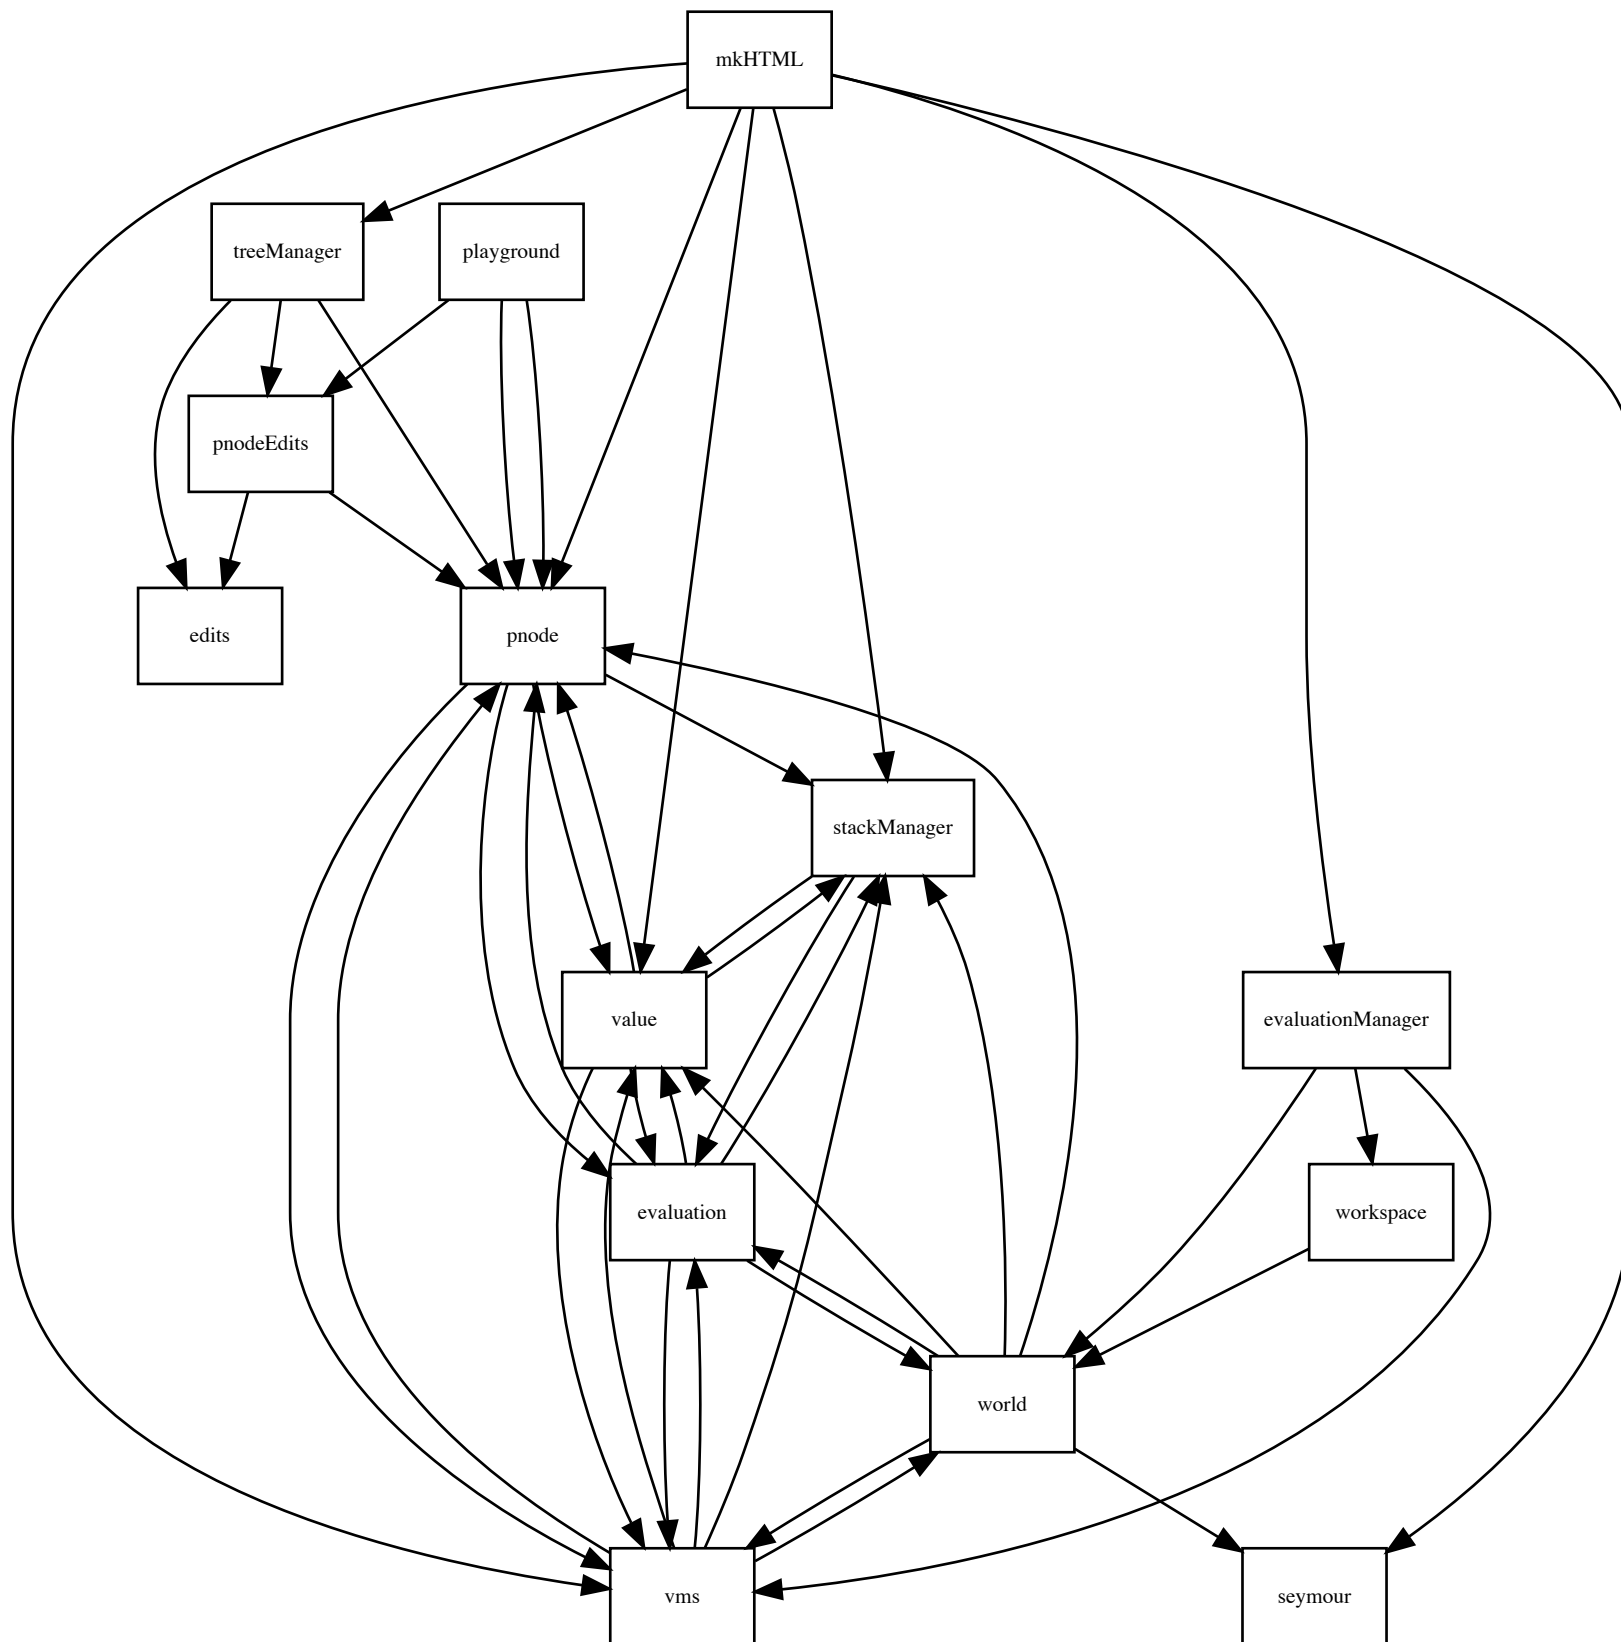 mkHTML
treeManager
playground
pnodeEdits
edits
pnode
stackManager
value
evaluationManager
evaluation
workspace
world
vms
seymour